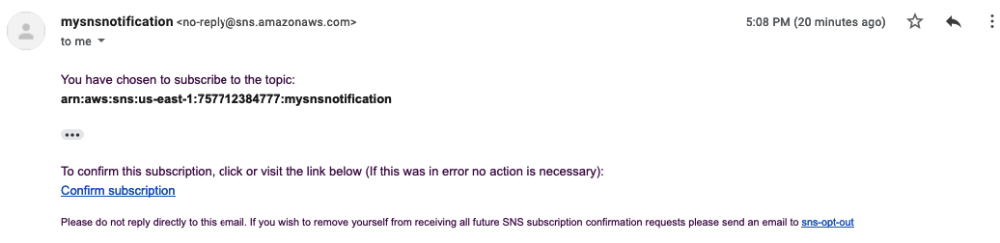 mysnsnotification <no-reply@sns.amazonaws.com>
5:08 PM (20 minutes ago)
to me
You have chosen to subscribe to the topic:
arn:aws:sns:us-east-1:757712384777:mysnsnotification
To confirm this subscription, click or visit the link below (If this was in error no action is necessary):
Confirm subscription
Please do not reply directly to this email. If you wish to remove yourself from receiving all future SNS subscription confirmation requests please send an email to sns-opt-out